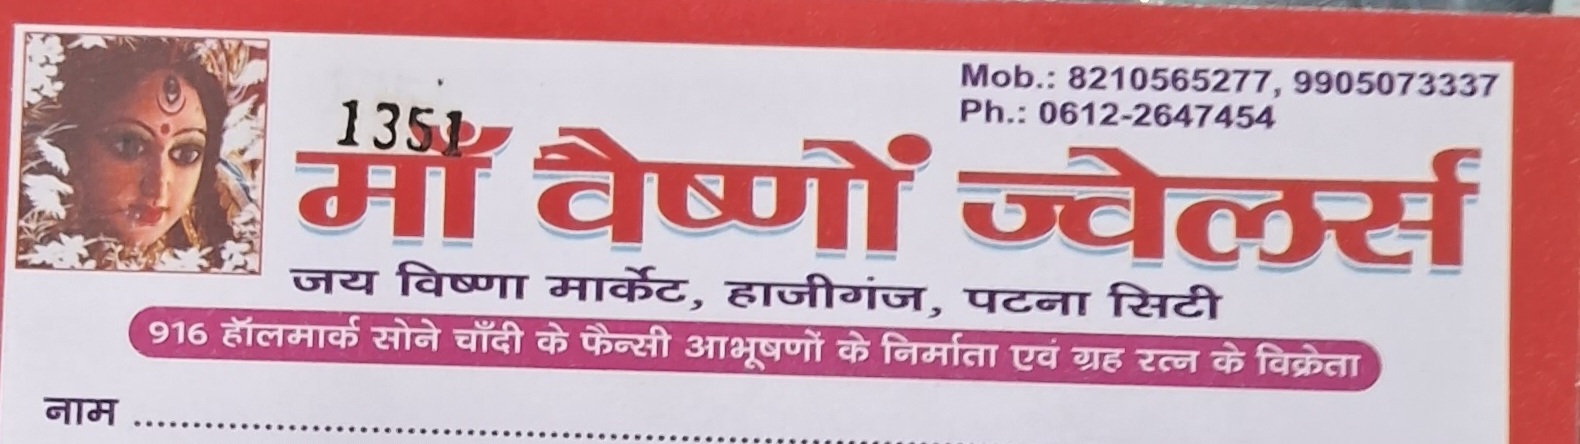 Mob.: 8210565277, 9905073337
Ph.: 0612-2647454
1351
माँ वैष्णों ज्वेलर्स
जय विष्णा मार्केट, हाजीगंज, पटना सिटी
916 हॅालमार्क सोने चाँदी के फैन्सी आभूषणों के निर्माता एवं ग्रह रत्न के विक्रेता
नाम ........................................................